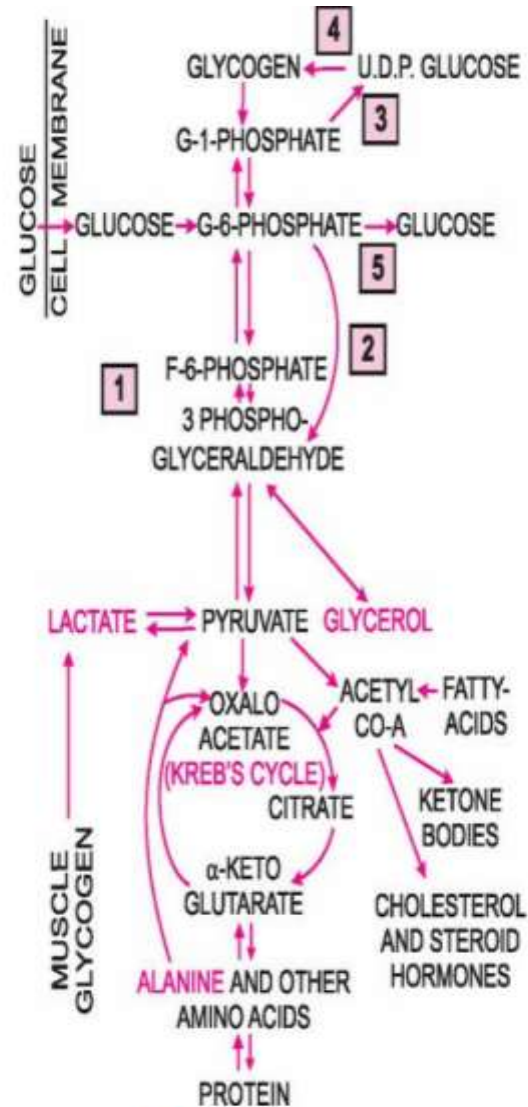 4
GLYCOGEN U.D.P. GLUCOSE
3
G-1-PHOSPHATE
GLUCOSE
CELL MEMBRANE
GLUCOSE G-6-PHOSPHATE GLUCOSE
5
2
F-6-PHOSPHATE
1
3 PHOSPHO-
GLYCERALDEHYDE
LACTATE PYRUVATE GLYCEROL
OXALO
ACETATE
(KREB'S CYCLE)
ACETYL
CO-A
FATTY-
ACIDS
CITRATE
KETONE
BODIES
α-KETO
GLUTARATE
CHOLESTEROL
AND STEROID
HORMONES
MUSCLE
GLYCOGEN
ALANINE AND OTHER
AMINO ACIDS
PROTEIN